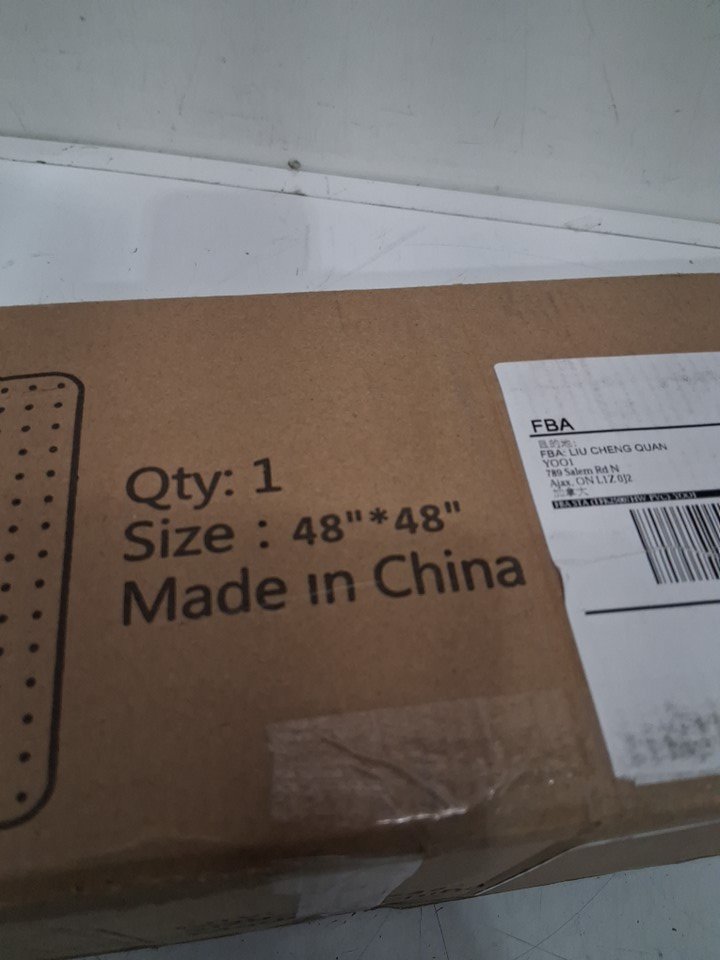 Qty: 1
Size : 48"*48"
Made in China
FBA
目的地:
FBA: LIU CHENG QUAN
YOO1
789 Salem Rd N
Ajax, ON L1Z 0J2
加拿大